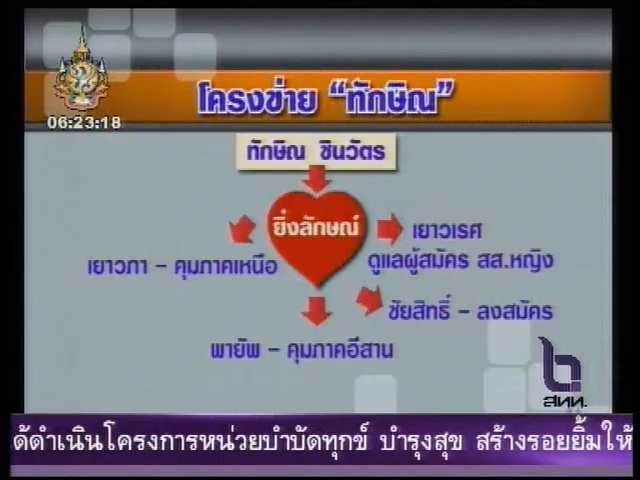 โครงข่าย “ทักษิณ”
06:23:18
ทักษิณ ชินวัตร
ยิ่งลักษณ์
เยาวเรศ
ดูแลผู้สมัคร สส.หญิง
เยาวภา – คุมภาคเหนือ
ชัยสิทธิ์ – ลงสมัคร
พายัพ – คุมภาคอีสาน
สทท.
ด้ดำเนินโครงการหน่วยบำบัดทุกข์ บำรุงสุข สร้างรอยยิ้มให้